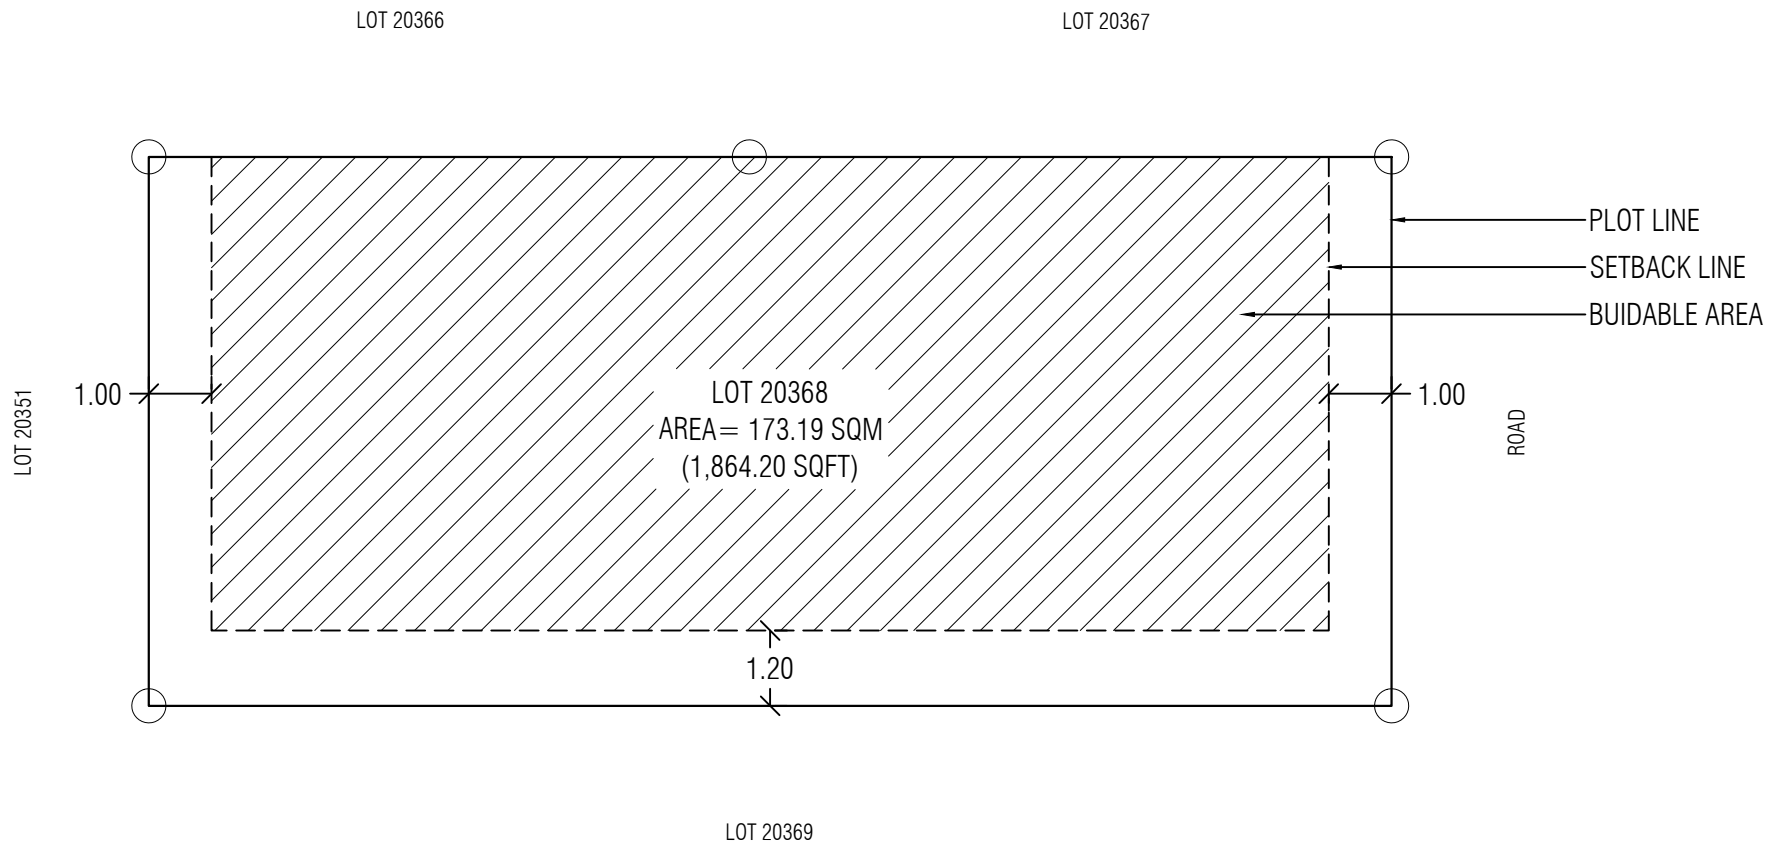 LOT 20366
LOT 20367
PLOT LINE
SETBACK LINE
BUIDABLE AREA
LOT 20351
1.00
LOT 20368
AREA= 173.19 SQM
(1,864.20 SQFT)
1.00
ROAD
1.20
LOT 20369